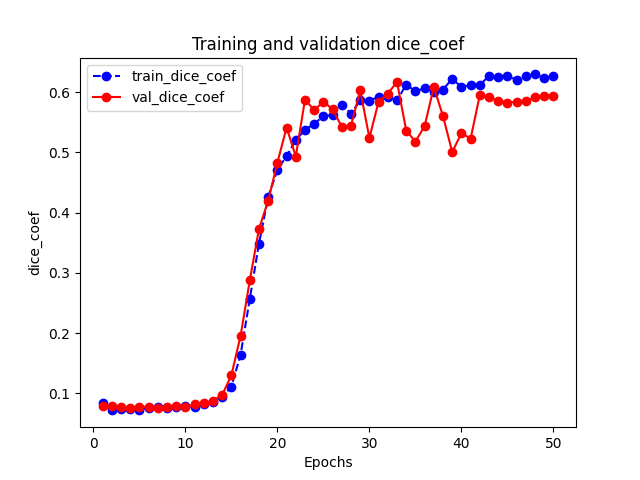 Training and validation dice_coef
train_dice_coef
val_dice_coef
dice_coef
0.6
0.5
0.4
0.3
0.2
0.1
0 10 20 30 40 50
Epochs